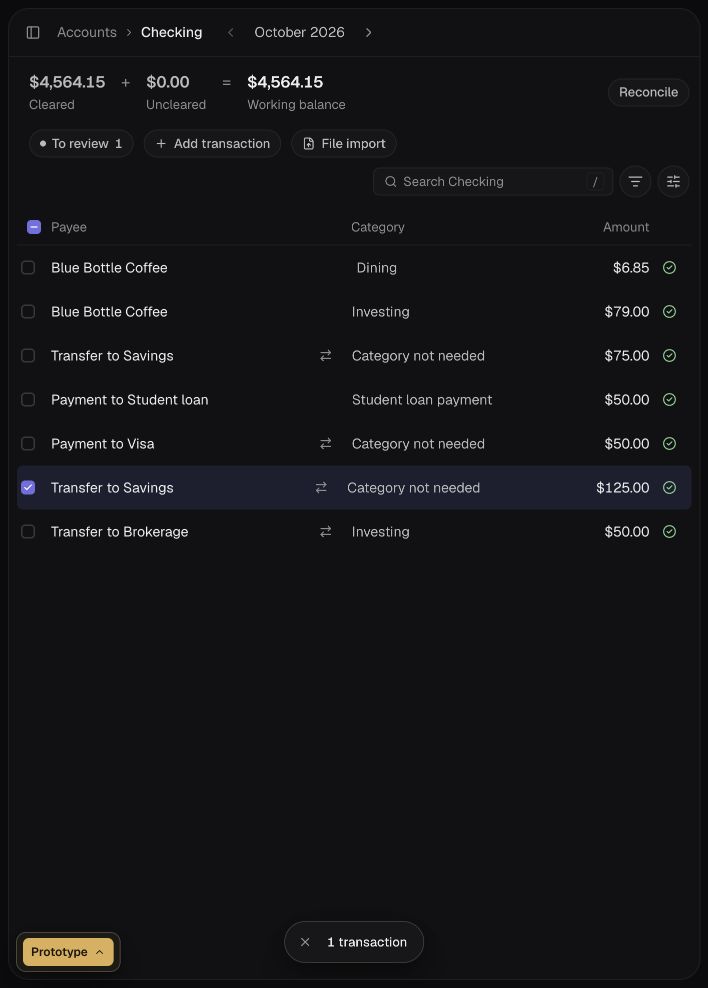 Accounts > Checking < October 2026 >
$4,564.15 + $0.00 = $4,564.15
Cleared Uncleared Working balance
Reconcile
To review 1 + Add transaction File import
Search Checking /
Payee Category Amount
Blue Bottle Coffee Dining $6.85
Blue Bottle Coffee Investing $79.00
Transfer to Savings Category not needed $75.00
Payment to Student loan Student loan payment $50.00
Payment to Visa Category not needed $50.00
Transfer to Savings Category not needed $125.00
Transfer to Brokerage Investing $50.00
1 transaction
Prototype